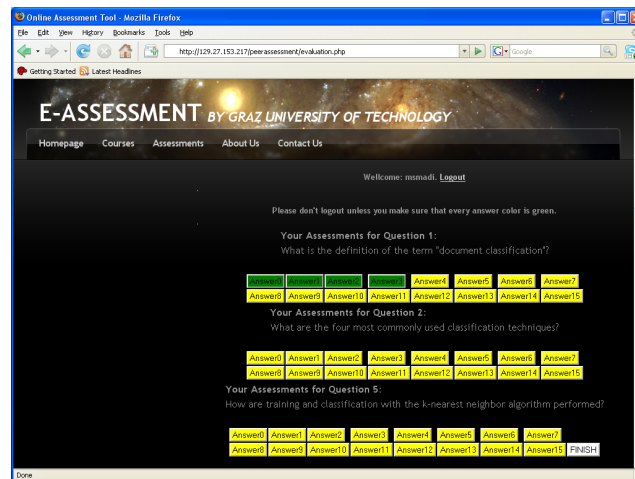 Online Assessment Tool - Mozilla Firefox
File Edit View History Bookmarks Tools Help
http://129.27.153.217/peerassessment/evaluation.php
Google
Getting Started Latest Headlines
E-ASSESSMENT BY GRAZ UNIVERSITY OF TECHNOLOGY
Homepage Courses Assessments About Us Contact Us
Wellcome: msmadi. Logout
Please don't logout unless you make sure that every answer color is green.
Your Assessments for Question 1:
What is the definition of the term "document classification"?
Answer0 Answer1 Answer2 Answer3 Answer4 Answer5 Answer6 Answer7
Answer8 Answer9 Answer10 Answer11 Answer12 Answer13 Answer14 Answer15
Your Assessments for Question 2:
What are the four most commonly used classification techniques?
Answer0 Answer1 Answer2 Answer3 Answer4 Answer5 Answer6 Answer7
Answer8 Answer9 Answer10 Answer11 Answer12 Answer13 Answer14 Answer15
Your Assessments for Question 5:
How are training and classification with the k-nearest neighbor algorithm performed?
Answer0 Answer1 Answer2 Answer3 Answer4 Answer5 Answer6 Answer7
Answer8 Answer9 Answer10 Answer11 Answer12 Answer13 Answer14 Answer15 FINISH
Done